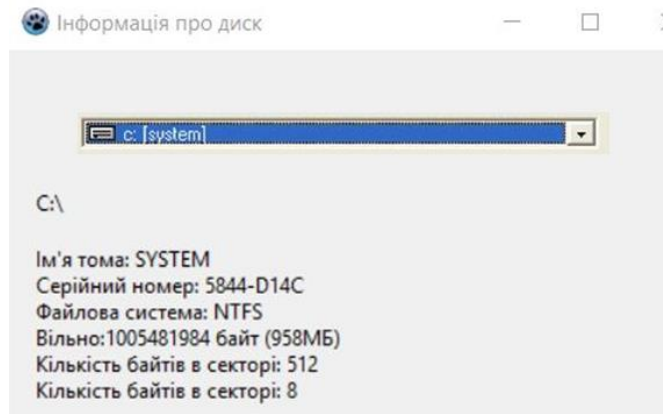 Інформація про диск
c: [system]
C:\
Ім'я тома: SYSTEM
Серійний номер: 5844-D14C
Файлова система: NTFS
Вільно:1005481984 байт (958МБ)
Кількість байтів в секторі: 512
Кількість байтів в секторі: 8